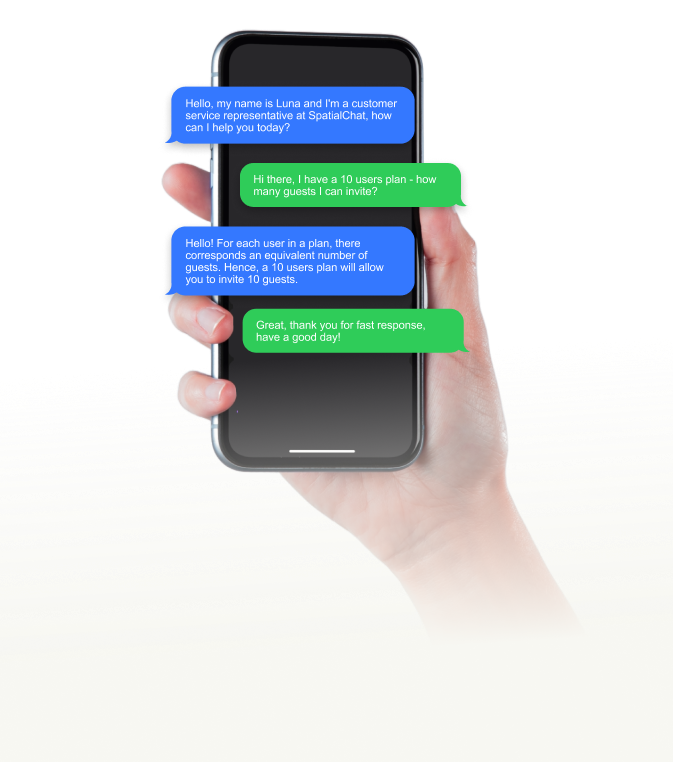 Hello, my name is Luna and I'm a customer
service representative at SpatialChat, how
can I help you today?
Hi there, I have a 10 users plan - how
many guests I can invite?
Hello! For each user in a plan, there
corresponds an equivalent number of
guests. Hence, a 10 users plan will allow
you to invite 10 guests.
Great, thank you for fast response,
have a good day!